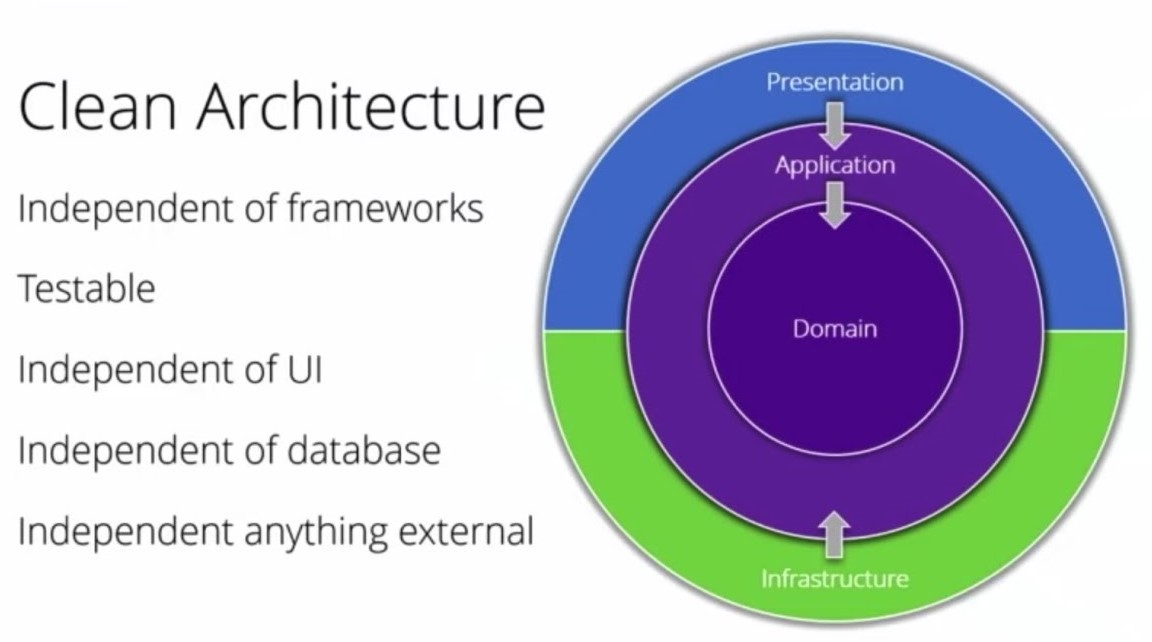 Clean Architecture
Independent of frameworks
Testable
Independent of UI
Independent of database
Independent anything external
Presentation
Application
Domain
Infrastructure